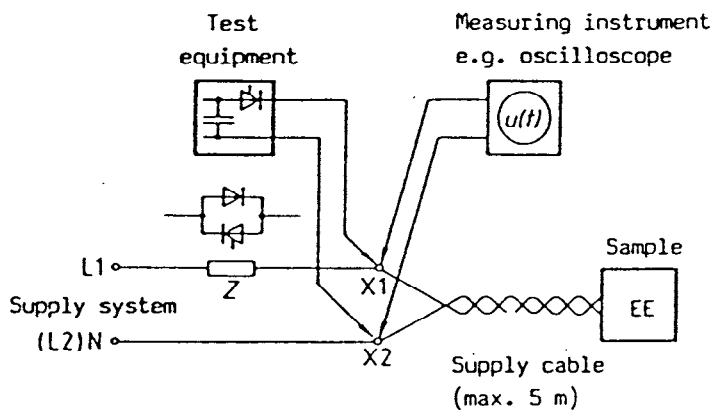 Test
equipment
Measuring instrument
e.g. oscilloscope
u(t)
L1
Z
X1
Sample
EE
Supply system
(L2)N
X2
Supply cable
(max. 5 m)